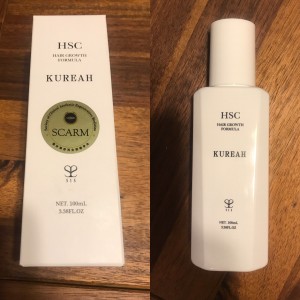 HSC
HAIR GROWTH
FORMULA
KUREAH
SCARM
NET. 100mL
3.38FL.OZ
HSC
HAIR GROWTH
FORMULA
KUREAH
NET. 100mL
3.38FL.OZ